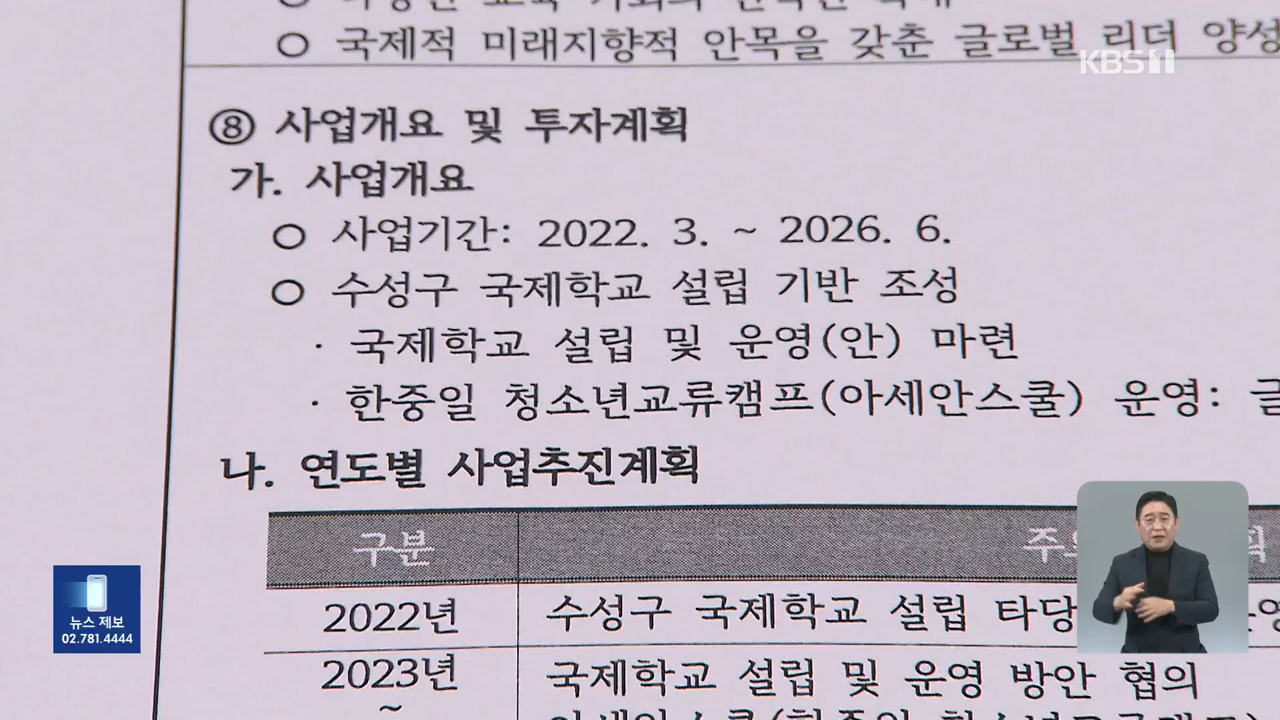 ○ 국제적 미래지향적 안목을 갖춘 글로벌 리더 양성
KBS 1
⑧ 사업개요 및 투자계획
가. 사업개요
○ 사업기간: 2022. 3. ~ 2026. 6.
○ 수성구 국제학교 설립 기반 조성
· 국제학교 설립 및 운영(안) 마련
· 한중일 청소년교류캠프(아세안스쿨) 운영:
나. 연도별 사업추진계획
구분
2022년 수성구 국제학교 설립
2023년 국제학교 설립 및 운영 방안 협의
~
뉴스 제보
02.781.4444